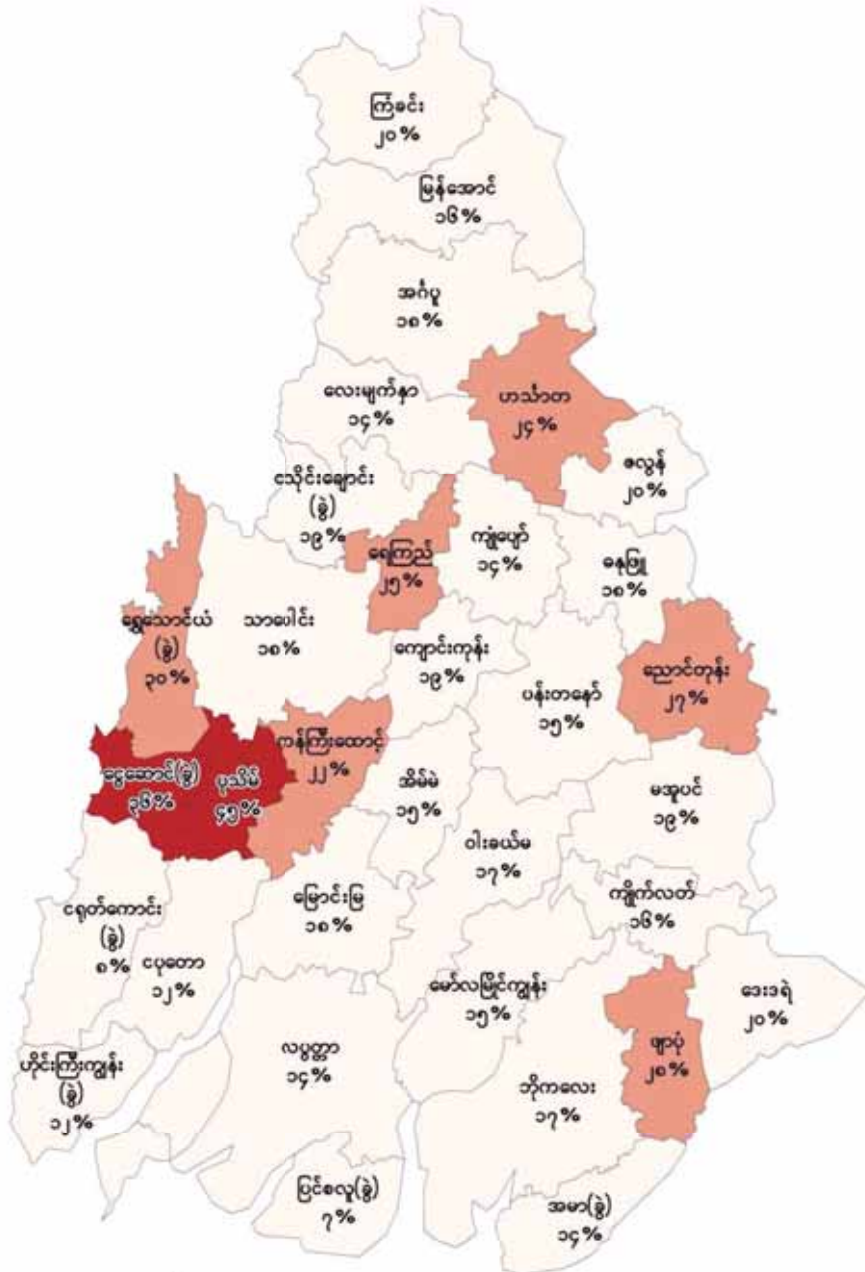 ကြံခင်း
၂၀%
မြန်အောင်
၁၆%
အင်္ဂပူ
၁၈%
လေးမျက်နှာ
၁၄%
ဟင်္သာတ
၂၄%
ဇလွန်
၂၀%
ငသိုင်းချောင်း
(ခွဲ)
၁၉%
ရေကြည်
၂၅%
ကျုံပျော်
၁၄%
ဓနုဖြူ
၁၈%
ရွှေသောင်ယံ
(ခွဲ)
၃၀%
သာပေါင်း
၁၈%
ကျောင်းကုန်း
၁၉%
ပန်းတနော်
၁၅%
ညောင်တုန်း
၂၇%
ငွေဆောင်(ခွဲ)
၃၆%
ပုသိမ်
၄၅%
ကန်ကြီးထောင့်
၂၂%
အိမ်မဲ
၁၅%
ဝါးခယ်မ
၁၇%
မအူပင်
၁၉%
ကျိုက်လတ်
၁၆%
ငရုတ်ကောင်း
(ခွဲ)
၈%
ငပုတော
၁၂%
မြောင်းမြ
၁၈%
မော်လမြိုင်ကျွန်း
၁၅%
ဒေးဒရဲ
၂၀%
ဖျာပုံ
၂၈%
ဟိုင်းကြီးကျွန်း
(ခွဲ)
၁၂%
လပွတ္တာ
၁၄%
ဘိုကလေး
၁၇%
ပြင်စလူ(ခွဲ)
၇%
အမာ(ခွဲ)
၁၄%